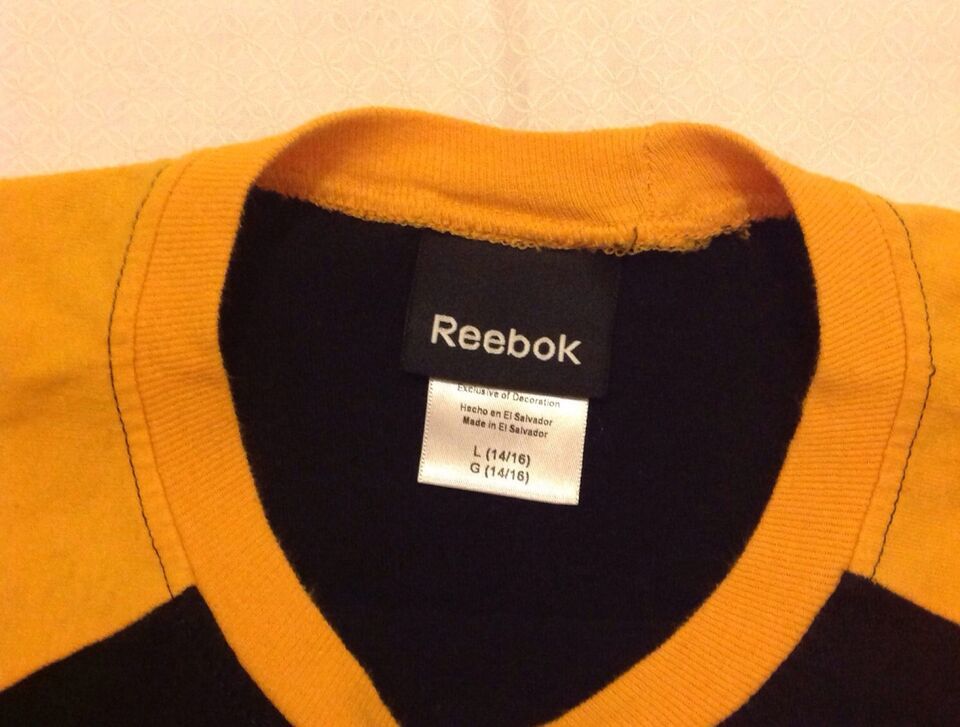 Reebok
Exclusive of Decoration
Hecho en El Salvador
Made in El Salvador
L (14/16)
G (14/16)